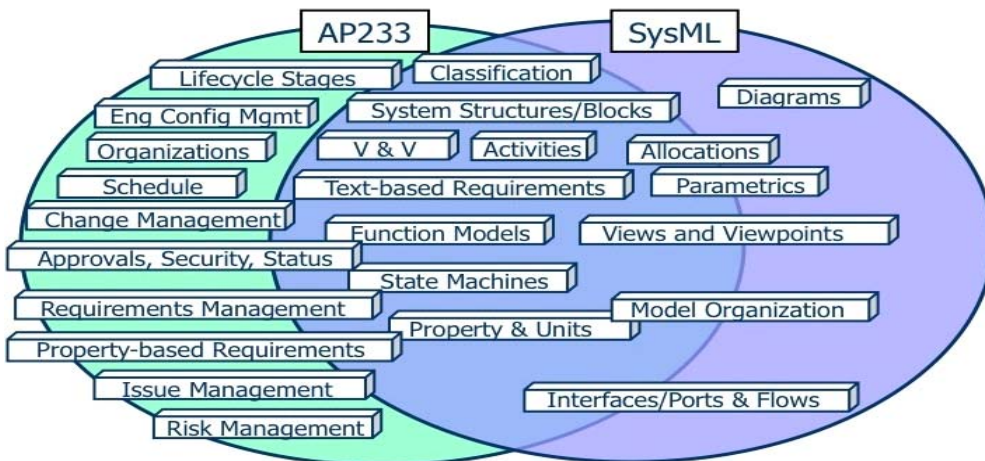 AP233
SysML
Lifecycle Stages
Classification
Diagrams
Eng Config Mgmt
System Structures/Blocks
Organizations
V & V
Activities
Allocations
Schedule
Text-based Requirements
Parametrics
Change Management
Function Models
Views and Viewpoints
Approvals, Security, Status
State Machines
Requirements Management
Model Organization
Property & Units
Property-based Requirements
Issue Management
Interfaces/Ports & Flows
Risk Management